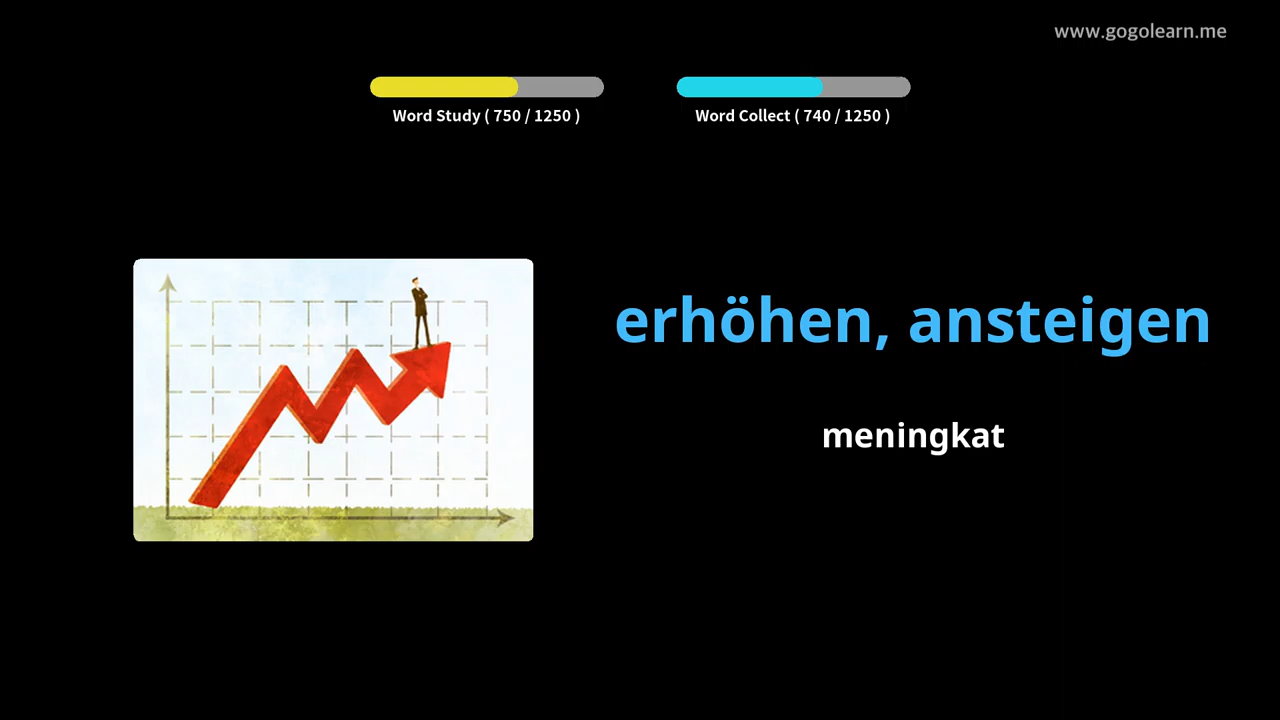 www.gogolearn.me
Word Study ( 750 / 1250 )
Word Collect ( 740 / 1250 )
erhöhen, ansteigen
meningkat